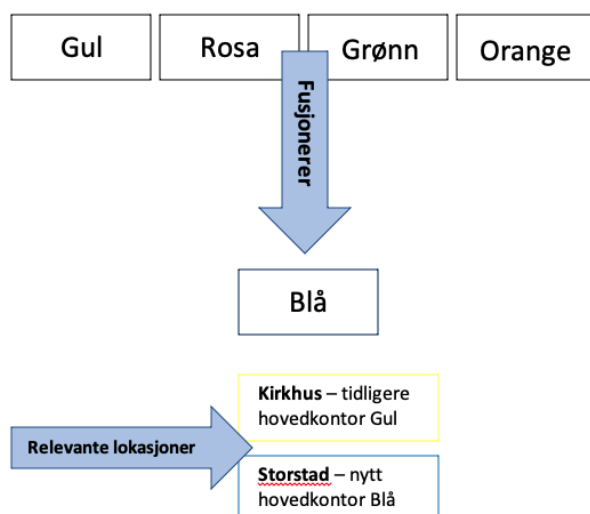 Gul
Rosa
Grønn
Orange
Fusjonerer
Blå
Kirkhus – tidligere
hovedkontor Gul
Relevante lokasjoner
Storstad – nytt
hovedkontor Blå